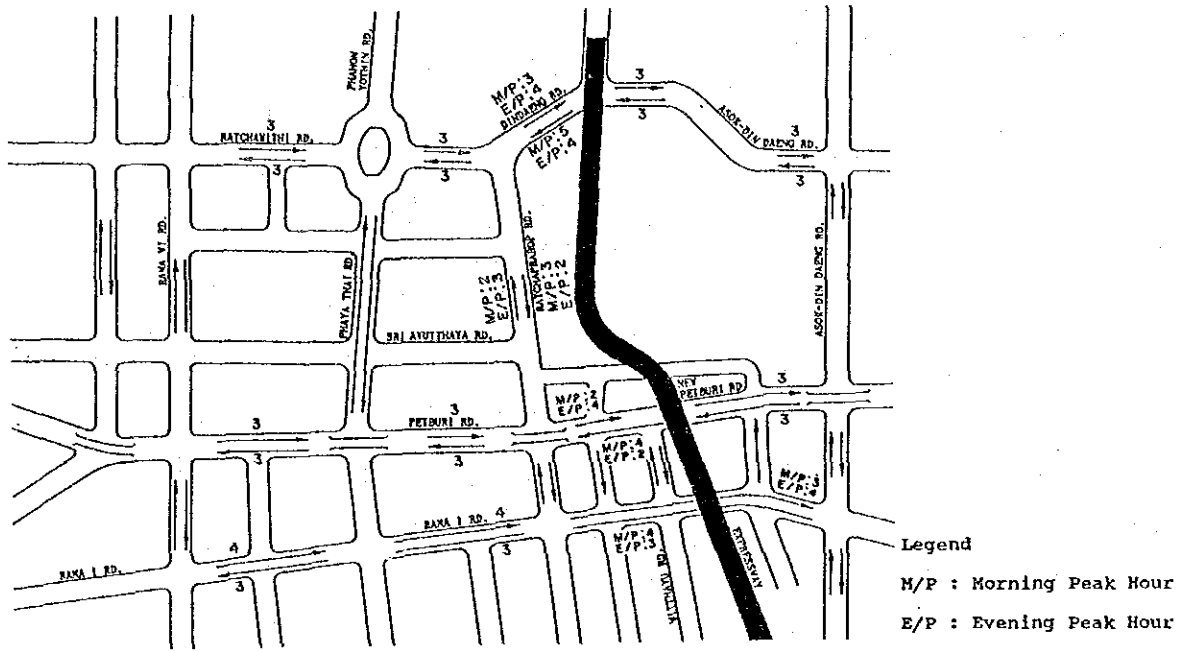 PHAHON
YOTHIN RD.
M/P:3
E/P:4
DINDAENG RD.
M/P:5
E/P:4
3
3
ASOK-DIN
DAENG RD.
3
3
3
RATCHAVITHI RD.
3
3
3
RAMA VI RD.
PHAYA THAI RD
M/P:2
E/P:3
RATCHAPRAROP RD.
M/P:3
E/P:2
ASOK-DIN DAENG RD.
SRI AYUTTHAYA RD.
NEW
PETBURI RD
3
3
M/P:2
E/P:4
3
PETBURI RD.
3
3
3
M/P:4
E/P:2
M/P:3
E/P:4
RAMA I RD.
4
3
4
3
RAMA I RD.
M/P:4
E/P:3
EXPRESSWAY
Legend
M/P : Morning Peak Hour
E/P : Evening Peak Hour